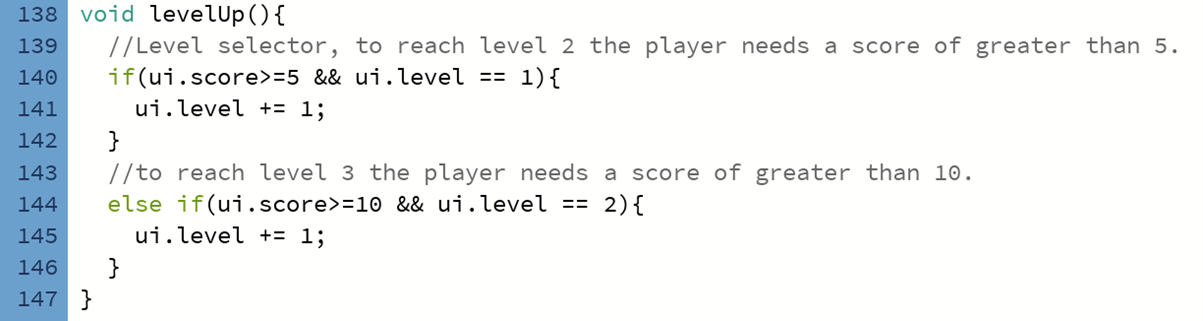 138 void levelUp(){
139   //Level selector, to reach level 2 the player needs a score of greater than 5.
140   if(ui.score>=5 && ui.level == 1){
141     ui.level += 1;
142   }
143   //to reach level 3 the player needs a score of greater than 10.
144   else if(ui.score>=10 && ui.level == 2){
145     ui.level += 1;
146   }
147 }